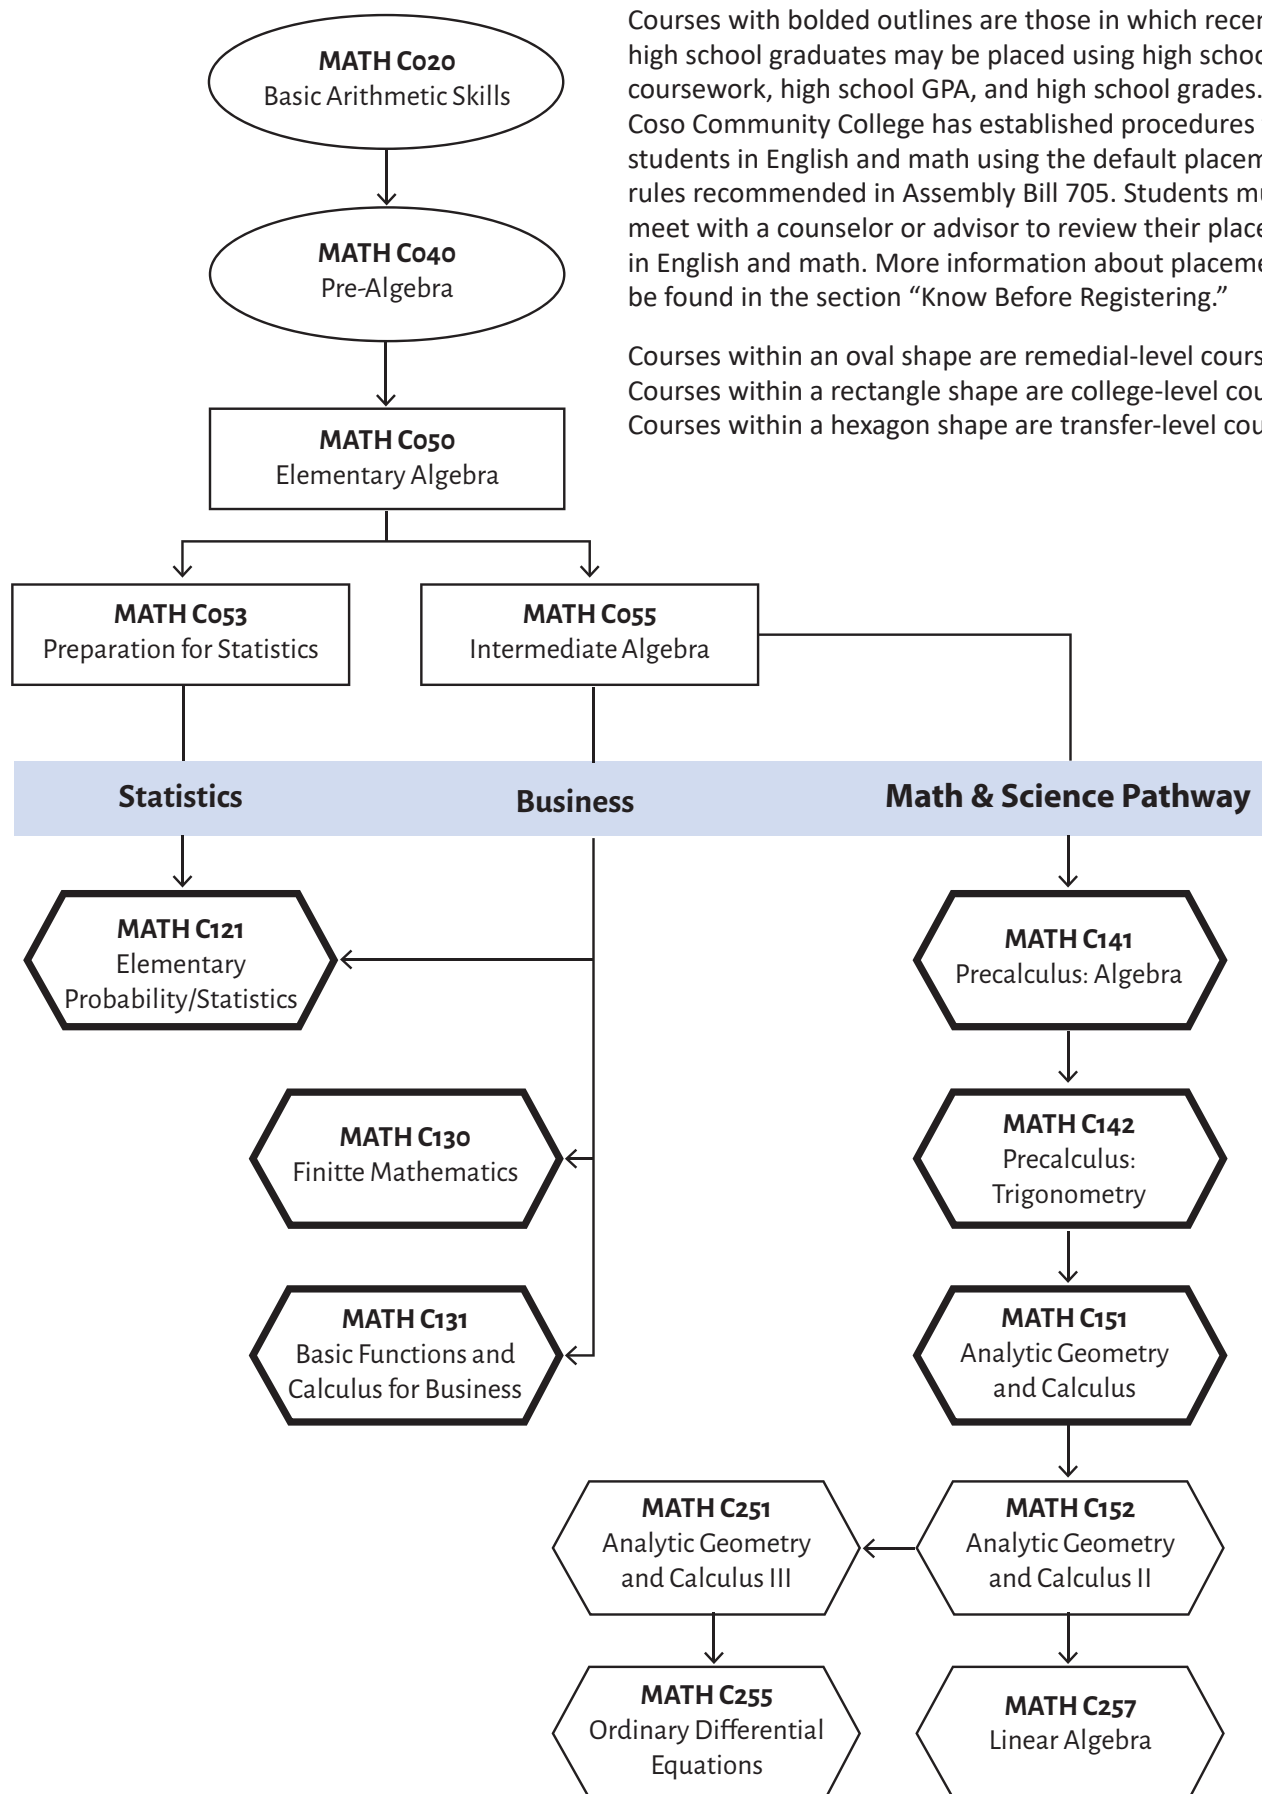 MATH C020
Basic Arithmetic Skills
MATH C040
Pre-Algebra
MATH C050
Elementary Algebra
Courses with bolded outlines are those in which
high school graduates may be placed using high
coursework, high school GPA, and high school grades.
Coso Community College has established procedures
students in English and math using the default
rules recommended in Assembly Bill 705. Students
meet with a counselor or advisor to review their
in English and math. More information about
be found in the section “Know Before Registering.”
Courses within an oval shape are remedial-level
Courses within a rectangle shape are college-level
Courses within a hexagon shape are transfer-level
MATH C053
Preparation for Statistics
MATH C055
Intermediate Algebra
Statistics
Business
Math & Science Pathway
MATH C121
Elementary
Probability/Statistics
MATH C130
Finitte Mathematics
MATH C131
Basic Functions and
Calculus for Business
MATH C141
Precalculus: Algebra
MATH C142
Precalculus:
Trigonometry
MATH C151
Analytic Geometry
and Calculus
MATH C251
Analytic Geometry
and Calculus III
MATH C152
Analytic Geometry
and Calculus II
MATH C255
Ordinary Differential
Equations
MATH C257
Linear Algebra